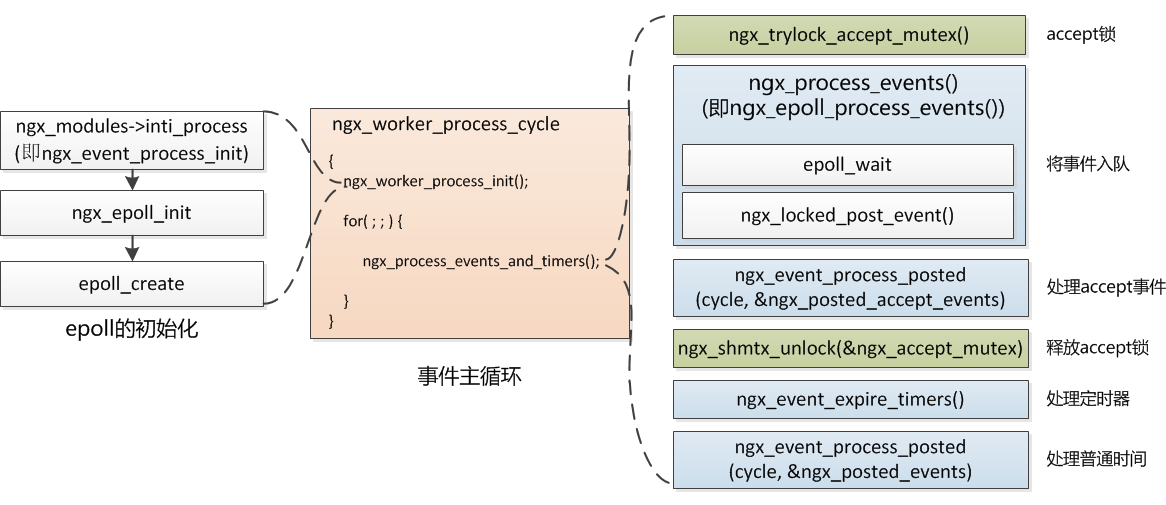 ngx_modules->inti_process
(即ngx_event_process_init)
ngx_epoll_init
epoll_create
epoll的初始化
ngx_worker_process_cycle
{
ngx_worker_process_init();
for( ; ; ) {
ngx_process_events_and_timers();
}
}
事件主循环
ngx_trylock_accept_mutex()
accept锁
ngx_process_events()
(即ngx_epoll_process_events())
epoll_wait
ngx_locked_post_event()
将事件入队
ngx_event_process_posted
(cycle, &ngx_posted_accept_events)
处理accept事件
ngx_shmtx_unlock(&ngx_accept_mutex)
释放accept锁
ngx_event_expire_timers()
处理定时器
ngx_event_process_posted
(cycle, &ngx_posted_events)
处理普通时间